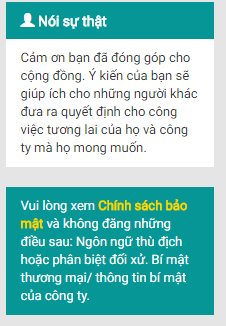 Nói sự thật
Cám ơn bạn đã đóng góp cho
cộng đồng. Ý kiến của bạn sẽ
giúp ích cho những người khác
đưa ra quyết định cho công
việc tương lai của họ và công
ty mà họ mong muốn.
Vui lòng xem Chính sách bảo
mật và không đăng những
điều sau: Ngôn ngữ thù địch
hoặc phân biệt đối xử. Bí mật
thương mại/ thông tin bí mật
của công ty.